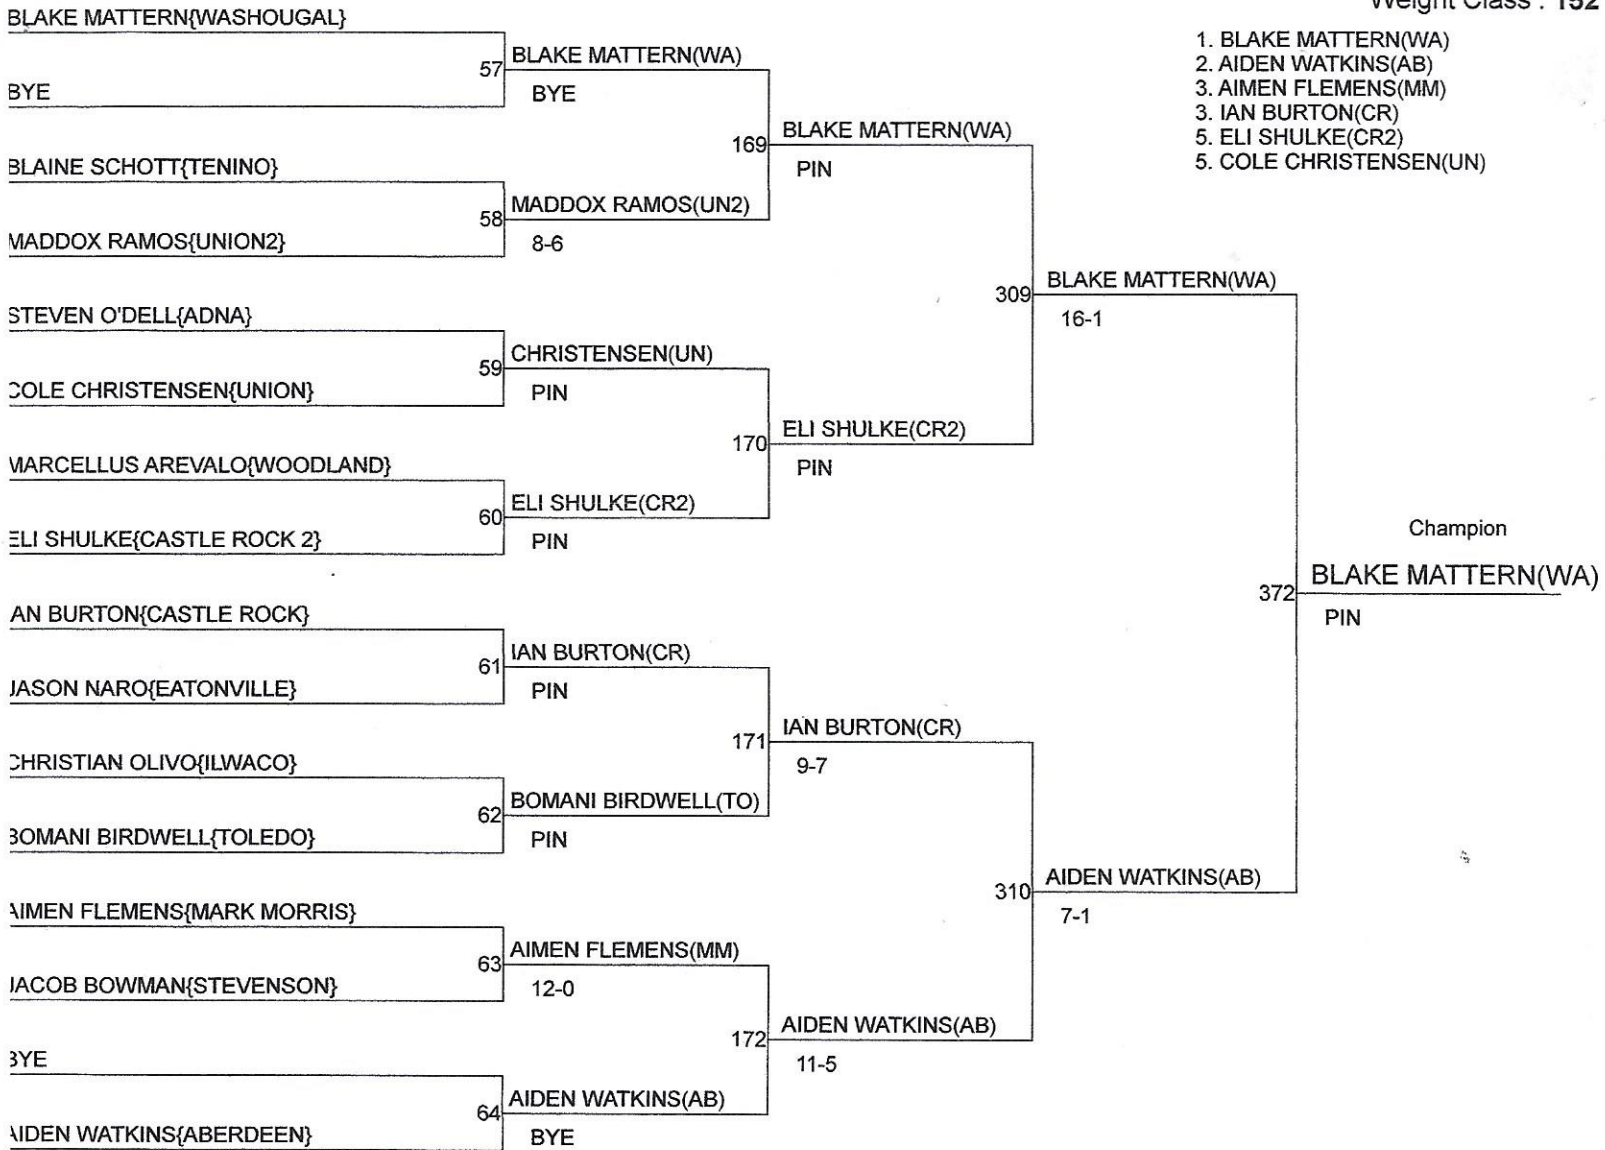 Weight Class : 152
1. BLAKE MATTERN(WA)
2. AIDEN WATKINS(AB)
3. AIMEN FLEMENS(MM)
3. IAN BURTON(CR)
5. ELI SHULKE(CR2)
5. COLE CHRISTENSEN(UN)
BLAKE MATTERN{WASHOUGAL}
BYE
BLAINE SCHOTT{TENINO}
MADDOX RAMOS{UNION2}
STEVEN O'DELL{ADNA}
COLE CHRISTENSEN{UNION}
MARCELLUS AREVALO{WOODLAND}
ELI SHULKE{CASTLE ROCK 2}
IAN BURTON{CASTLE ROCK}
JASON NARO{EATONVILLE}
CHRISTIAN OLIVO{ILWACO}
BOMANI BIRDWELL{TOLEDO}
AIMEN FLEMENS{MARK MORRIS}
JACOB BOWMAN{STEVENSON}
BYE
AIDEN WATKINS{ABERDEEN}
57 BLAKE MATTERN(WA)
BYE
58 MADDOX RAMOS(UN2)
8-6
59 CHRISTENSEN(UN)
PIN
60 ELI SHULKE(CR2)
PIN
61 IAN BURTON(CR)
PIN
62 BOMANI BIRDWELL(TO)
PIN
63 AIMEN FLEMENS(MM)
12-0
64 AIDEN WATKINS(AB)
BYE
169 BLAKE MATTERN(WA)
PIN
170 ELI SHULKE(CR2)
PIN
171 IAN BURTON(CR)
9-7
172 AIDEN WATKINS(AB)
11-5
309 BLAKE MATTERN(WA)
16-1
310 AIDEN WATKINS(AB)
7-1
Champion
372 BLAKE MATTERN(WA)
PIN